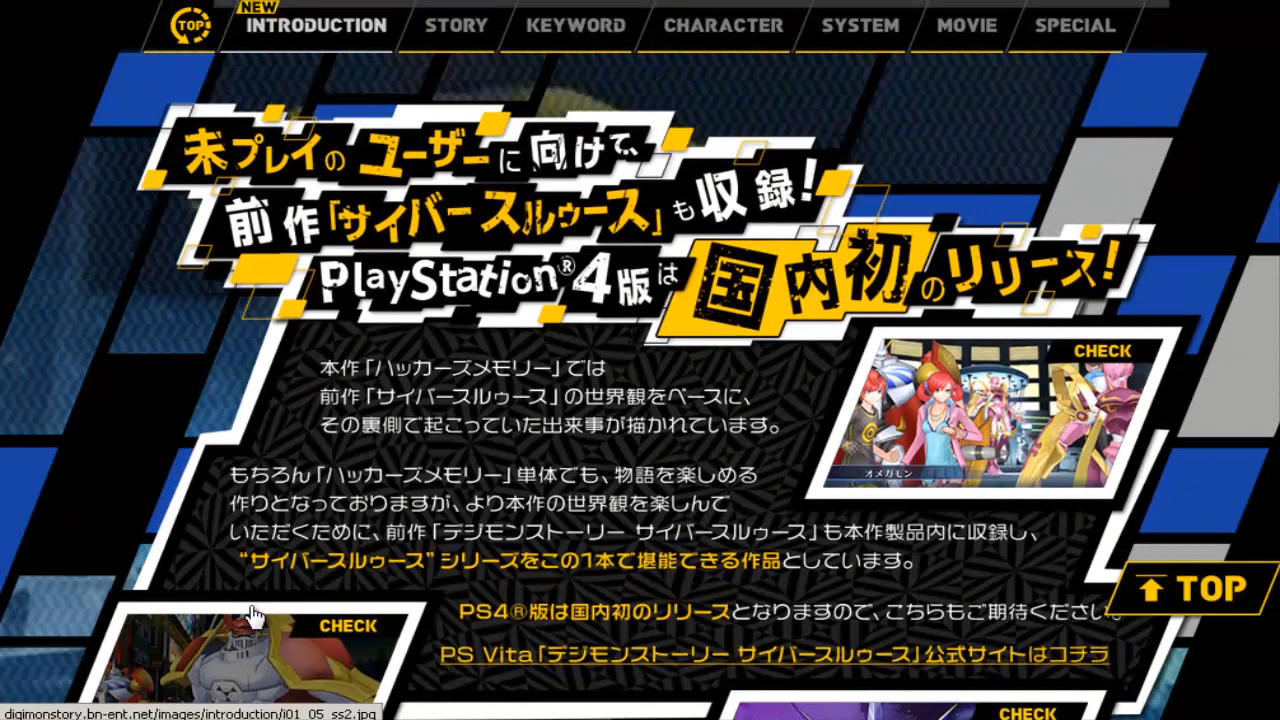 TOP
NEW
INTRODUCTION
STORY
KEYWORD
CHARACTER
SYSTEM
MOVIE
SPECIAL
未プレイのユーザーに向けて、
前作「サイバースルゥース」も収録!
PlayStation®4版は国内初のリリース!
本作「ハッカーズメモリー」では
前作「サイバースルゥース」の世界観をベースに、
その裏側で起こっていた出来事が描かれています。
CHECK
オメガモン
もちろん「ハッカーズメモリー」単体でも、物語を楽しめる
作りとなっておりますが、より本作の世界観を楽しんで
いただくために、前作「デジモンストーリー サイバースルゥース」も本作製品内に収録し、
“サイバースルゥース”シリーズをこの1本で堪能できる作品としています。
TOP
PS4®版は国内初のリリースとなりますので、こちらもご期待ください。
CHECK
PS Vita「デジモンストーリー サイバースルゥース」公式サイトはコチラ
CHECK
digimonstory.bn-ent.net/images/introduction/i01_05_ss2.jpg